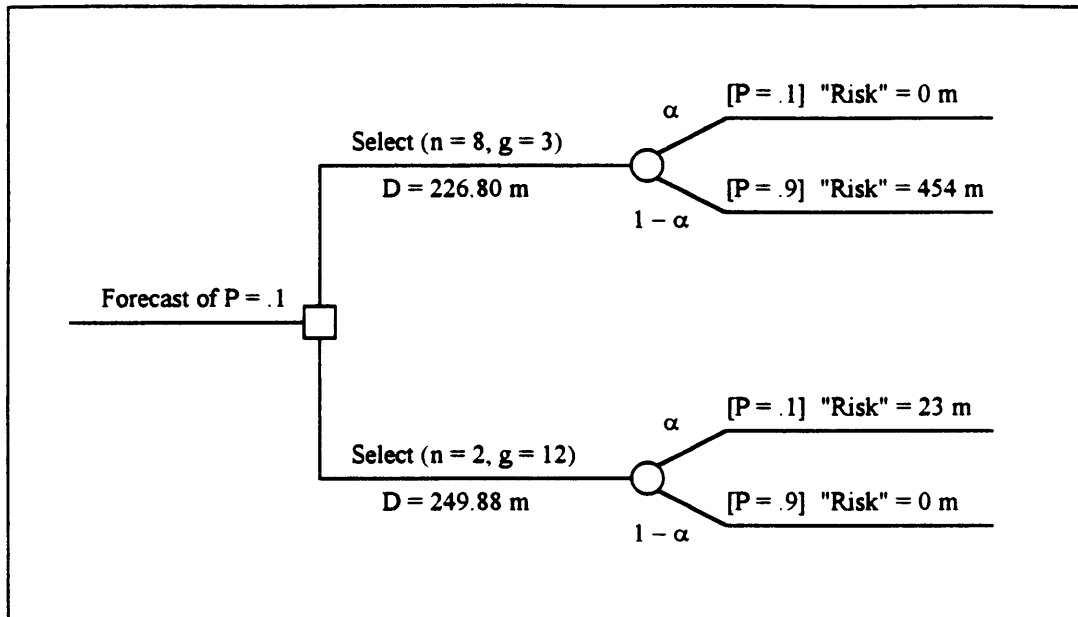 α
[P = .1] "Risk" = 0 m
Select (n = 8, g = 3)
D = 226.80 m
[P = .9] "Risk" = 454 m
1 − α
Forecast of P = .1
α
[P = .1] "Risk" = 23 m
Select (n = 2, g = 12)
D = 249.88 m
[P = .9] "Risk" = 0 m
1 − α